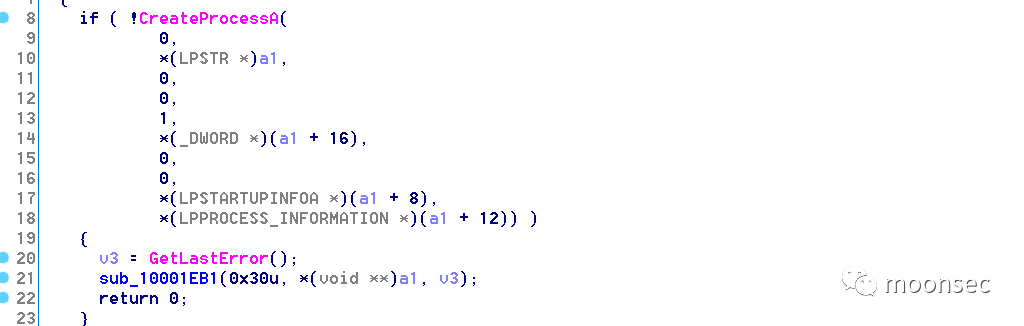 8 if ( !CreateProcessA(
9 0,
10 *(LPSTR *)a1,
11 0,
12 0,
13 1,
14 *(_DWORD *)(a1 + 16),
15 0,
16 0,
17 *(LPSTARTUPINFOA *)(a1 + 8),
18 *(LPPROCESS_INFORMATION *)(a1 + 12)) )
19 {
20 v3 = GetLastError();
21 sub_10001EB1(0x30u, *(void **)a1, v3);
22 return 0;
23 }
moonsec